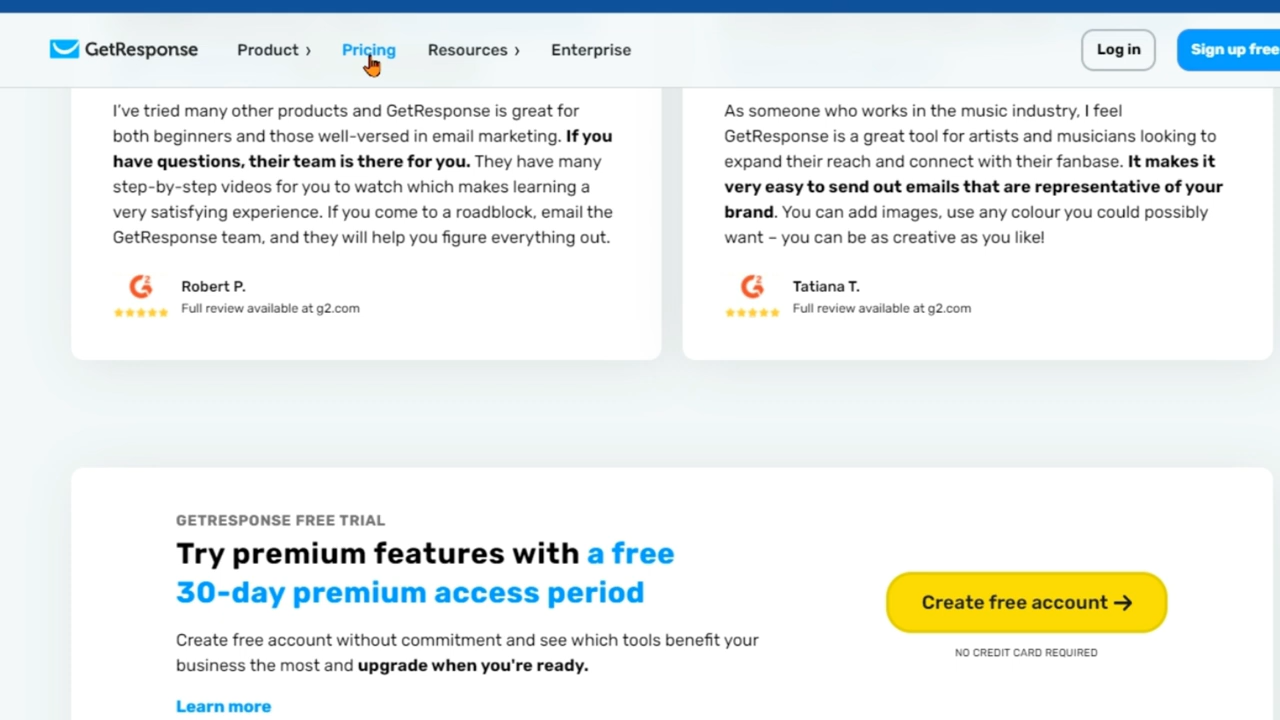 GetResponse Product › Pricing Resources › Enterprise Log in Sign up free
I've tried many other products and GetResponse is great for
both beginners and those well-versed in email marketing. If you
have questions, their team is there for you. They have many
step-by-step videos for you to watch which makes learning a
very satisfying experience. If you come to a roadblock, email the
GetResponse team, and they will help you figure everything out.
G2 Robert P.
Full review available at g2.com
As someone who works in the music industry, I feel
GetResponse is a great tool for artists and musicians looking to
expand their reach and connect with their fanbase. It makes it
very easy to send out emails that are representative of your
brand. You can add images, use any colour you could possibly
want – you can be as creative as you like!
G2 Tatiana T.
Full review available at g2.com
GETRESPONSE FREE TRIAL
Try premium features with a free
30-day premium access period
Create free account without commitment and see which tools benefit your
business the most and upgrade when you're ready.
Learn more
Create free account →
NO CREDIT CARD REQUIRED